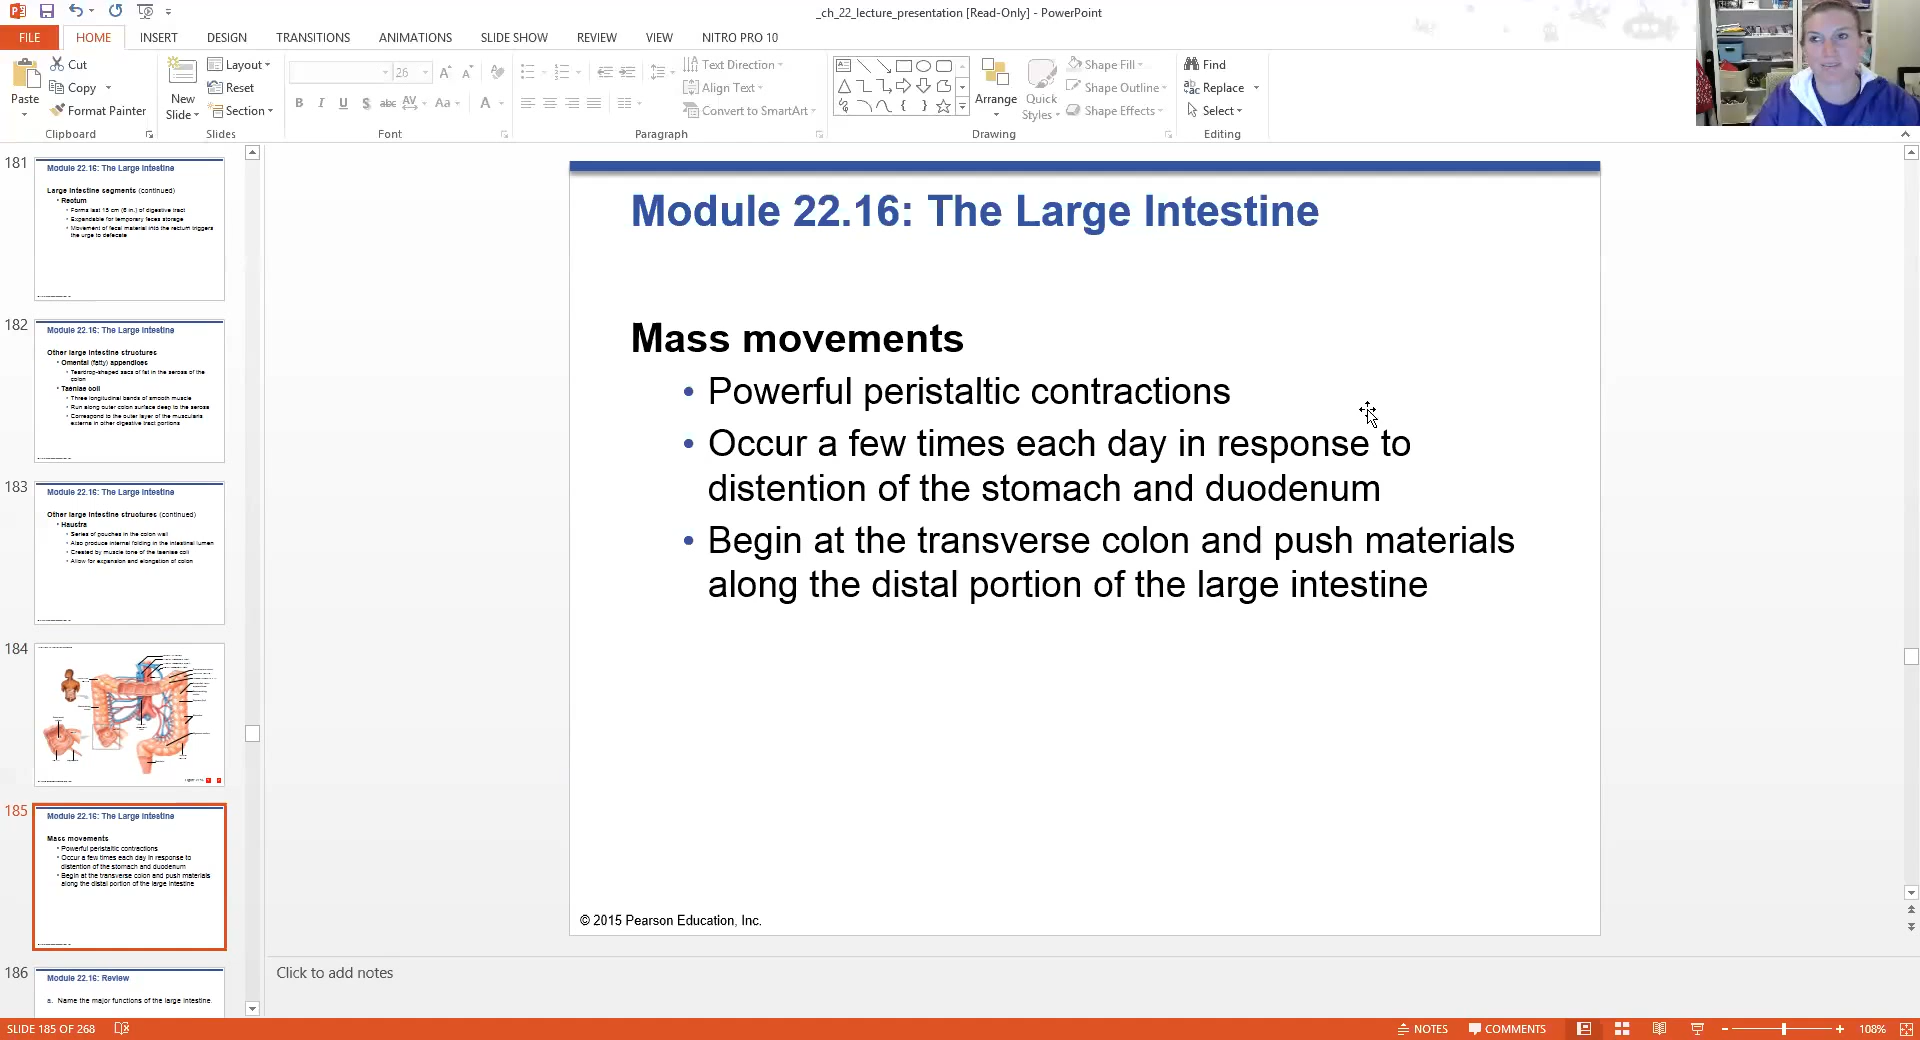 _ch_22_lecture_presentation [Read-Only] - PowerPoint
FILE HOME INSERT DESIGN TRANSITIONS ANIMATIONS SLIDE SHOW REVIEW VIEW NITRO PRO 10
Paste
Cut
Copy
Format Painter
Clipboard
New
Slide
Layout
Reset
Section
Slides
26
B I U S abc AV Aa A
Font
Text Direction
Align Text
Convert to SmartArt
Paragraph
Arrange
Quick
Styles
Shape Fill
Shape Outline
Shape Effects
Drawing
Find
Replace
Select
Editing
181
Module 22.16: The Large Intestine
Large intestine segments (continued)
• Rectum
• Forms last 15 cm (6 in.) of digestive tract
• Expandable for temporary feces storage
• Movement of fecal material into the rectum triggers
the urge to defecate
182
Module 22.16: The Large Intestine
Other large intestine structures
• Omental (fatty) appendices
• Teardrop-shaped sacs of fat in the serosa of the
colon
• Taeniae coli
• Three longitudinal bands of smooth muscle
• Run along outer colon surface deep to the serosa
• Correspond to the outer layer of the muscularis
externa in other digestive tract portions
183
Module 22.16: The Large Intestine
Other large intestine structures (continued)
• Haustra
• Series of pouches in the colon wall
• Also produce internal folding in the intestinal lumen
• Created by muscle tone of the taeniae coli
• Allow for expansion and elongation of colon
184
185
Module 22.16: The Large Intestine
Mass movements
• Powerful peristaltic contractions
• Occur a few times each day in response to
distention of the stomach and duodenum
• Begin at the transverse colon and push materials
along the distal portion of the large intestine
186
Module 22.16: Review
a. Name the major functions of the large intestine.
Module 22.16: The Large Intestine
Mass movements
• Powerful peristaltic contractions
• Occur a few times each day in response to
distention of the stomach and duodenum
• Begin at the transverse colon and push materials
along the distal portion of the large intestine
© 2015 Pearson Education, Inc.
Click to add notes
SLIDE 185 OF 268
NOTES COMMENTS 108%